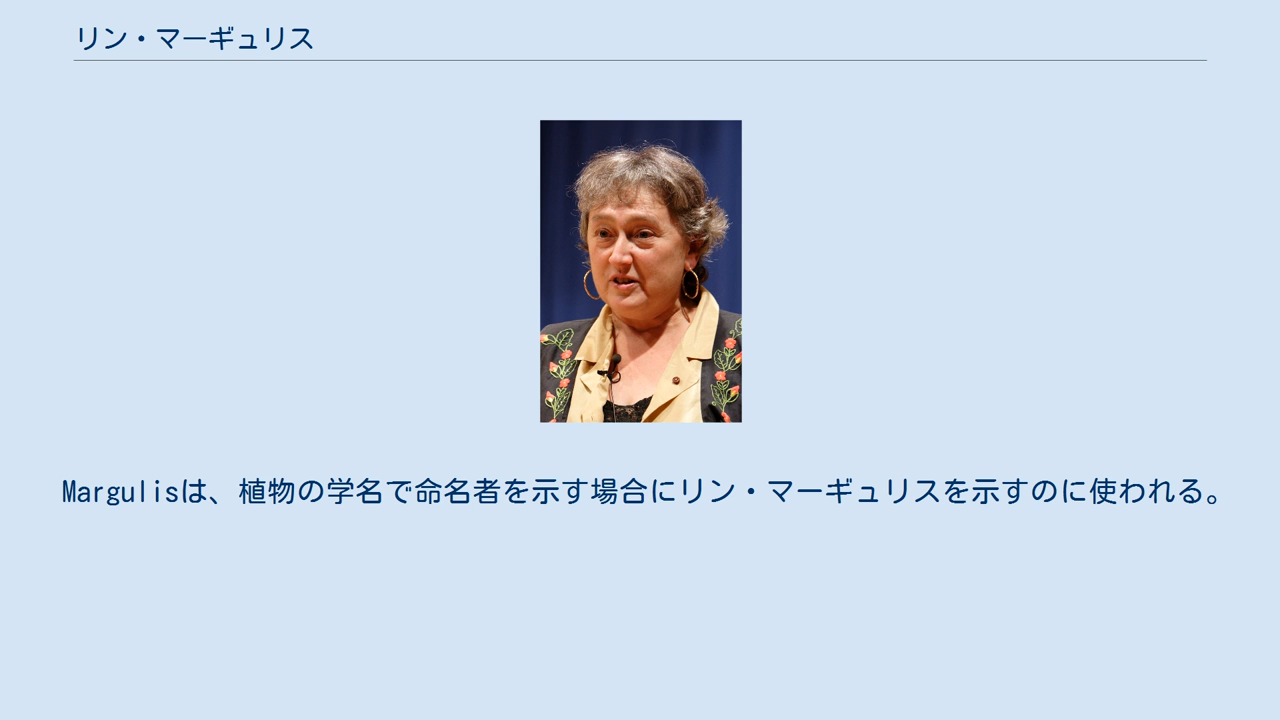 リン・マーギュリス
Margulisは、植物の学名で命名者を示す場合にリン・マーギュリスを示すのに使われる。